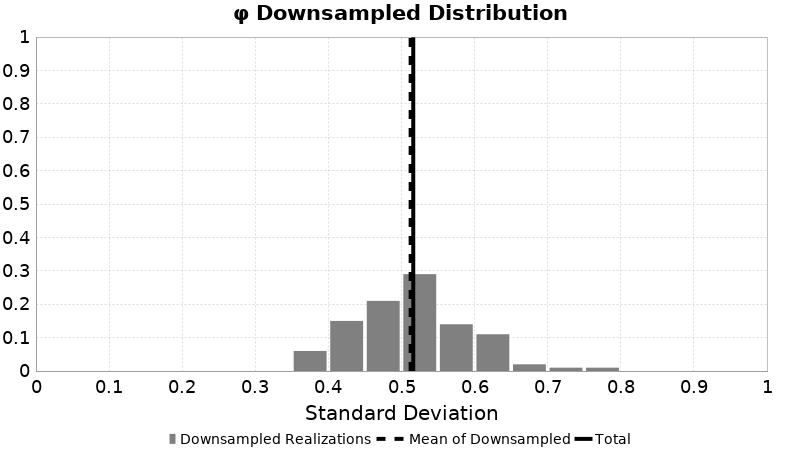 φ Downsampled Distribution
1
0.9
0.8
0.7
0.6
0.5
0.4
0.3
0.2
0.1
0
0 0.1 0.2 0.3 0.4 0.5 0.6 0.7 0.8 0.9 1
Standard Deviation
Downsampled Realizations Mean of Downsampled Total